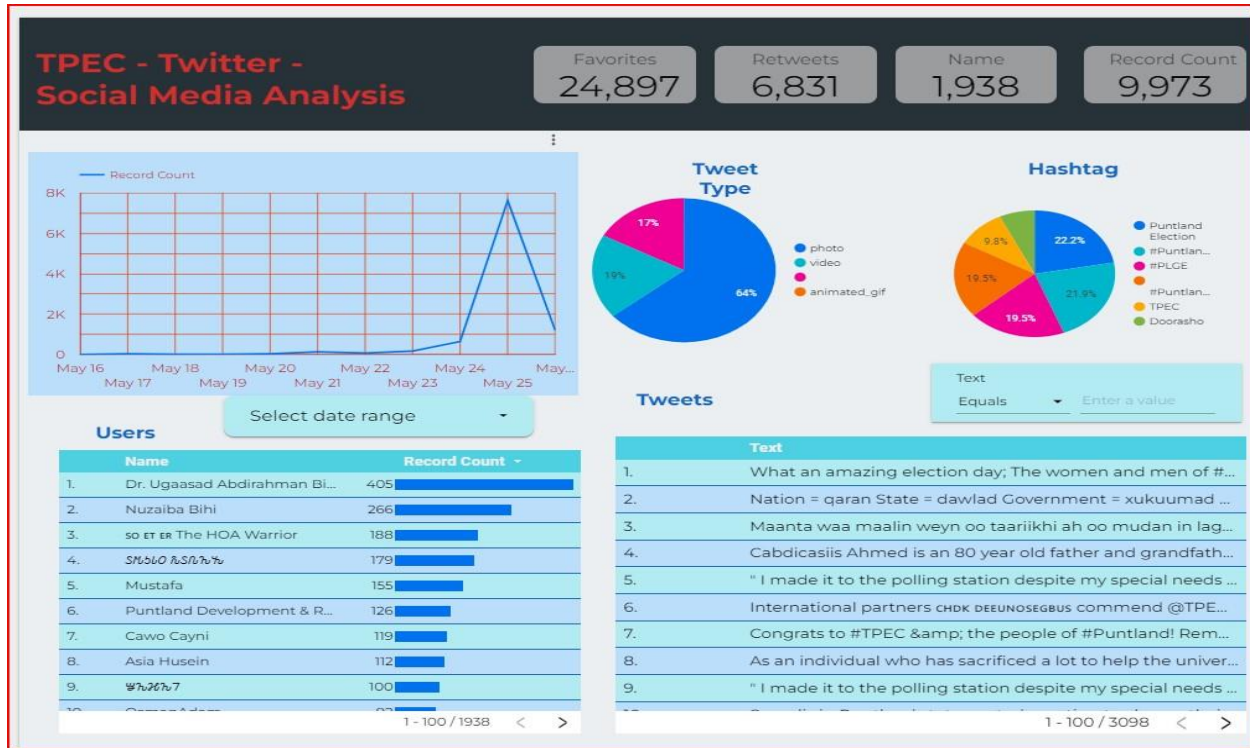 TPEC - Twitter -
Social Media Analysis
Favorites
24,897
Retweets
6,831
Name
1,938
Record Count
9,973
Record Count
8K
6K
4K
2K
0
May 16
May 17
May 18
May 19
May 20
May 21
May 22
May 23
May 24
May 25
May...
Tweet
Type
17%
19%
64%
photo
video
animated_gif
Hashtag
9.8%
22.2%
19.5%
21.9%
19.5%
Puntland
Election
#Puntlan...
#PLGE
#Puntlan...
TPEC
Doorasho
Select date range
Users
Name Record Count
1. Dr. Ugaasad Abdirahman Bi... 405
2. Nuzaiba Bihi 266
3. The HOA Warrior 188
4. 179
5. Mustafa 155
6. Puntland Development & R... 126
7. Cawo Cayni 119
8. Asia Husein 112
9. 100
1 - 100 / 1938 < >
Tweets
Text
Equals Enter a value
Text
1. What an amazing election day; The women and men of #...
2. Nation = qaran State = dawlad Government = xukuumad ...
3. Maanta waa maalin weyn oo taariikhi ah oo mudan in lag...
4. Cabdicasiis Ahmed is an 80 year old father and grandfath...
5. " I made it to the polling station despite my special needs ...
6. International partners commend @TPE...
7. Congrats to #TPEC &amp; the people of #Puntland! Rem...
8. As an individual who has sacrificed a lot to help the univer...
9. " I made it to the polling station despite my special needs ...
1 - 100 / 3098 < >